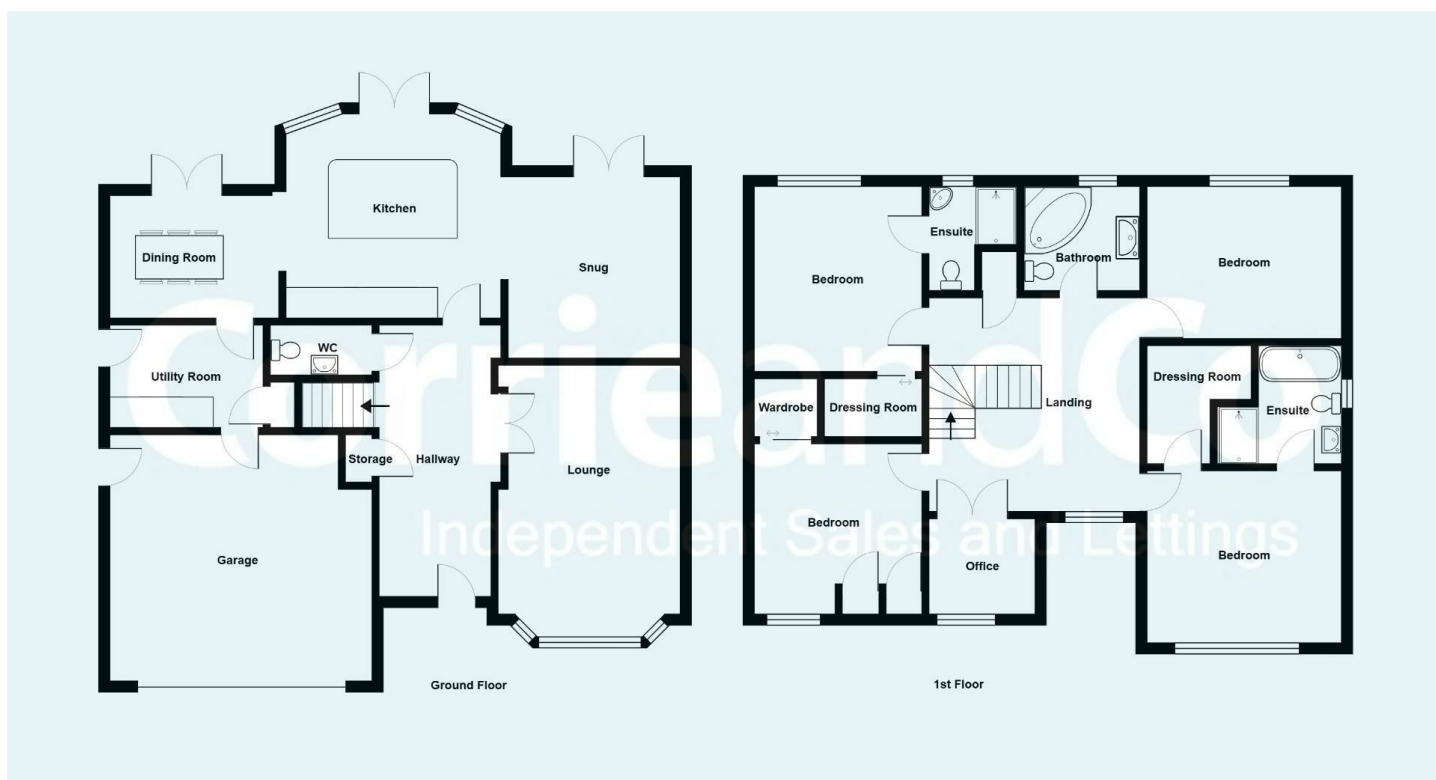 Kitchen
Dining Room
Snug
WC
Utility Room
Storage
Hallway
Lounge
Garage
Ground Floor
Ensuite
Bathroom
Bedroom
Bedroom
Dressing Room
Wardrobe
Dressing Room
Landing
Ensuite
Bedroom
Office
Bedroom
1st Floor
CorrieandCo
Independent Sales and Lettings